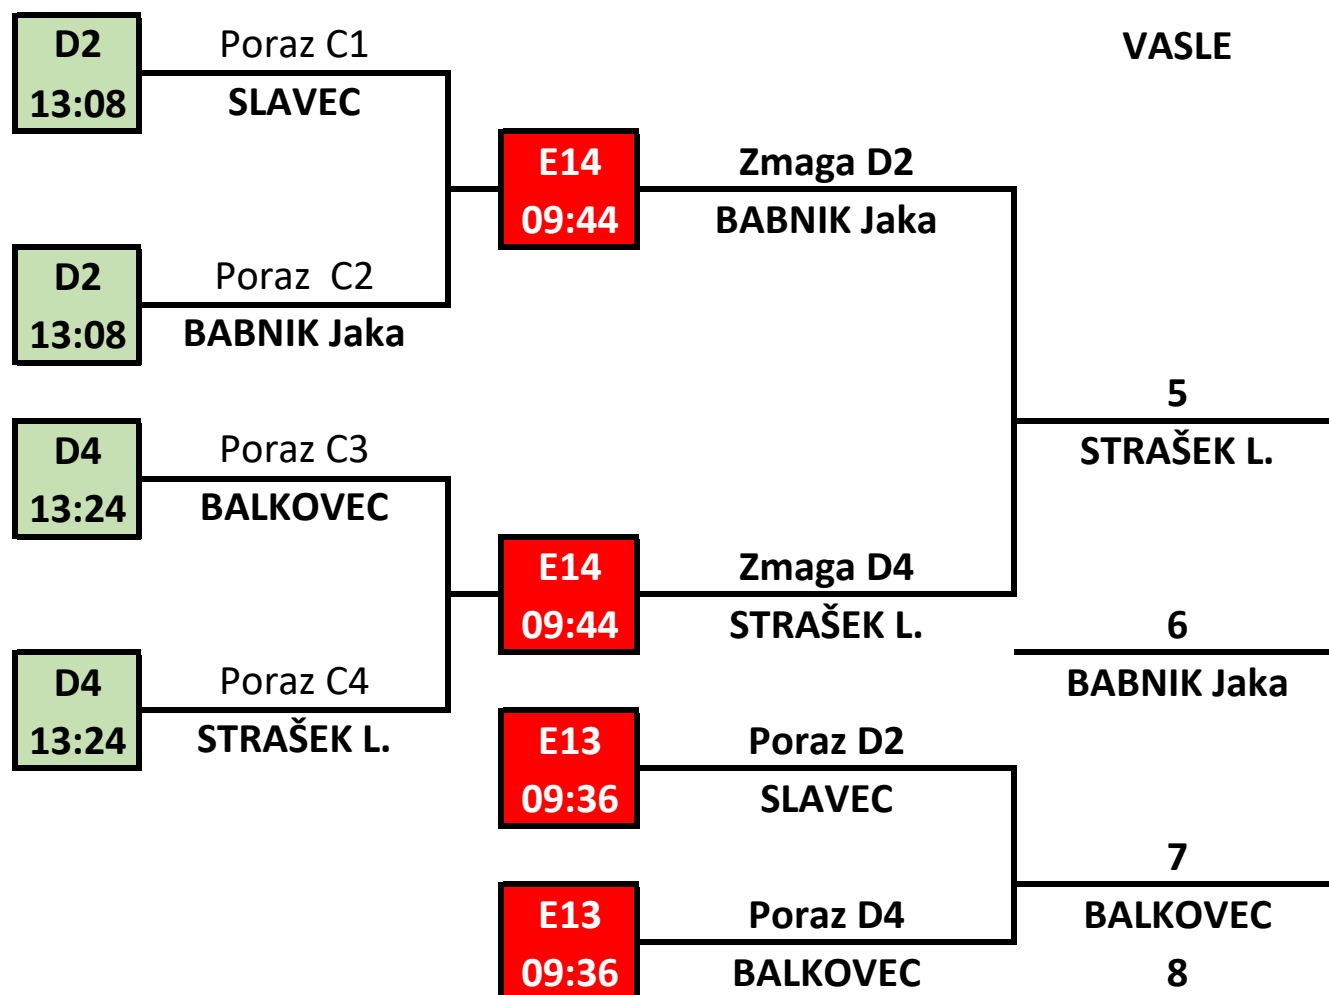 D2 Poraz C1 VASLE
13:08 SLAVEC
E14 Zmaga D2
09:44 BABNIK Jaka
D2 Poraz  C2
13:08 BABNIK Jaka
5
D4 Poraz C3 STRAŠEK L.
13:24 BALKOVEC
E14 Zmaga D4
09:44 STRAŠEK L. 6
D4 Poraz C4 BABNIK Jaka
13:24 STRAŠEK L. E13 Poraz D2
09:36 SLAVEC
7
E13 Poraz D4 BALKOVEC
09:36 BALKOVEC 8